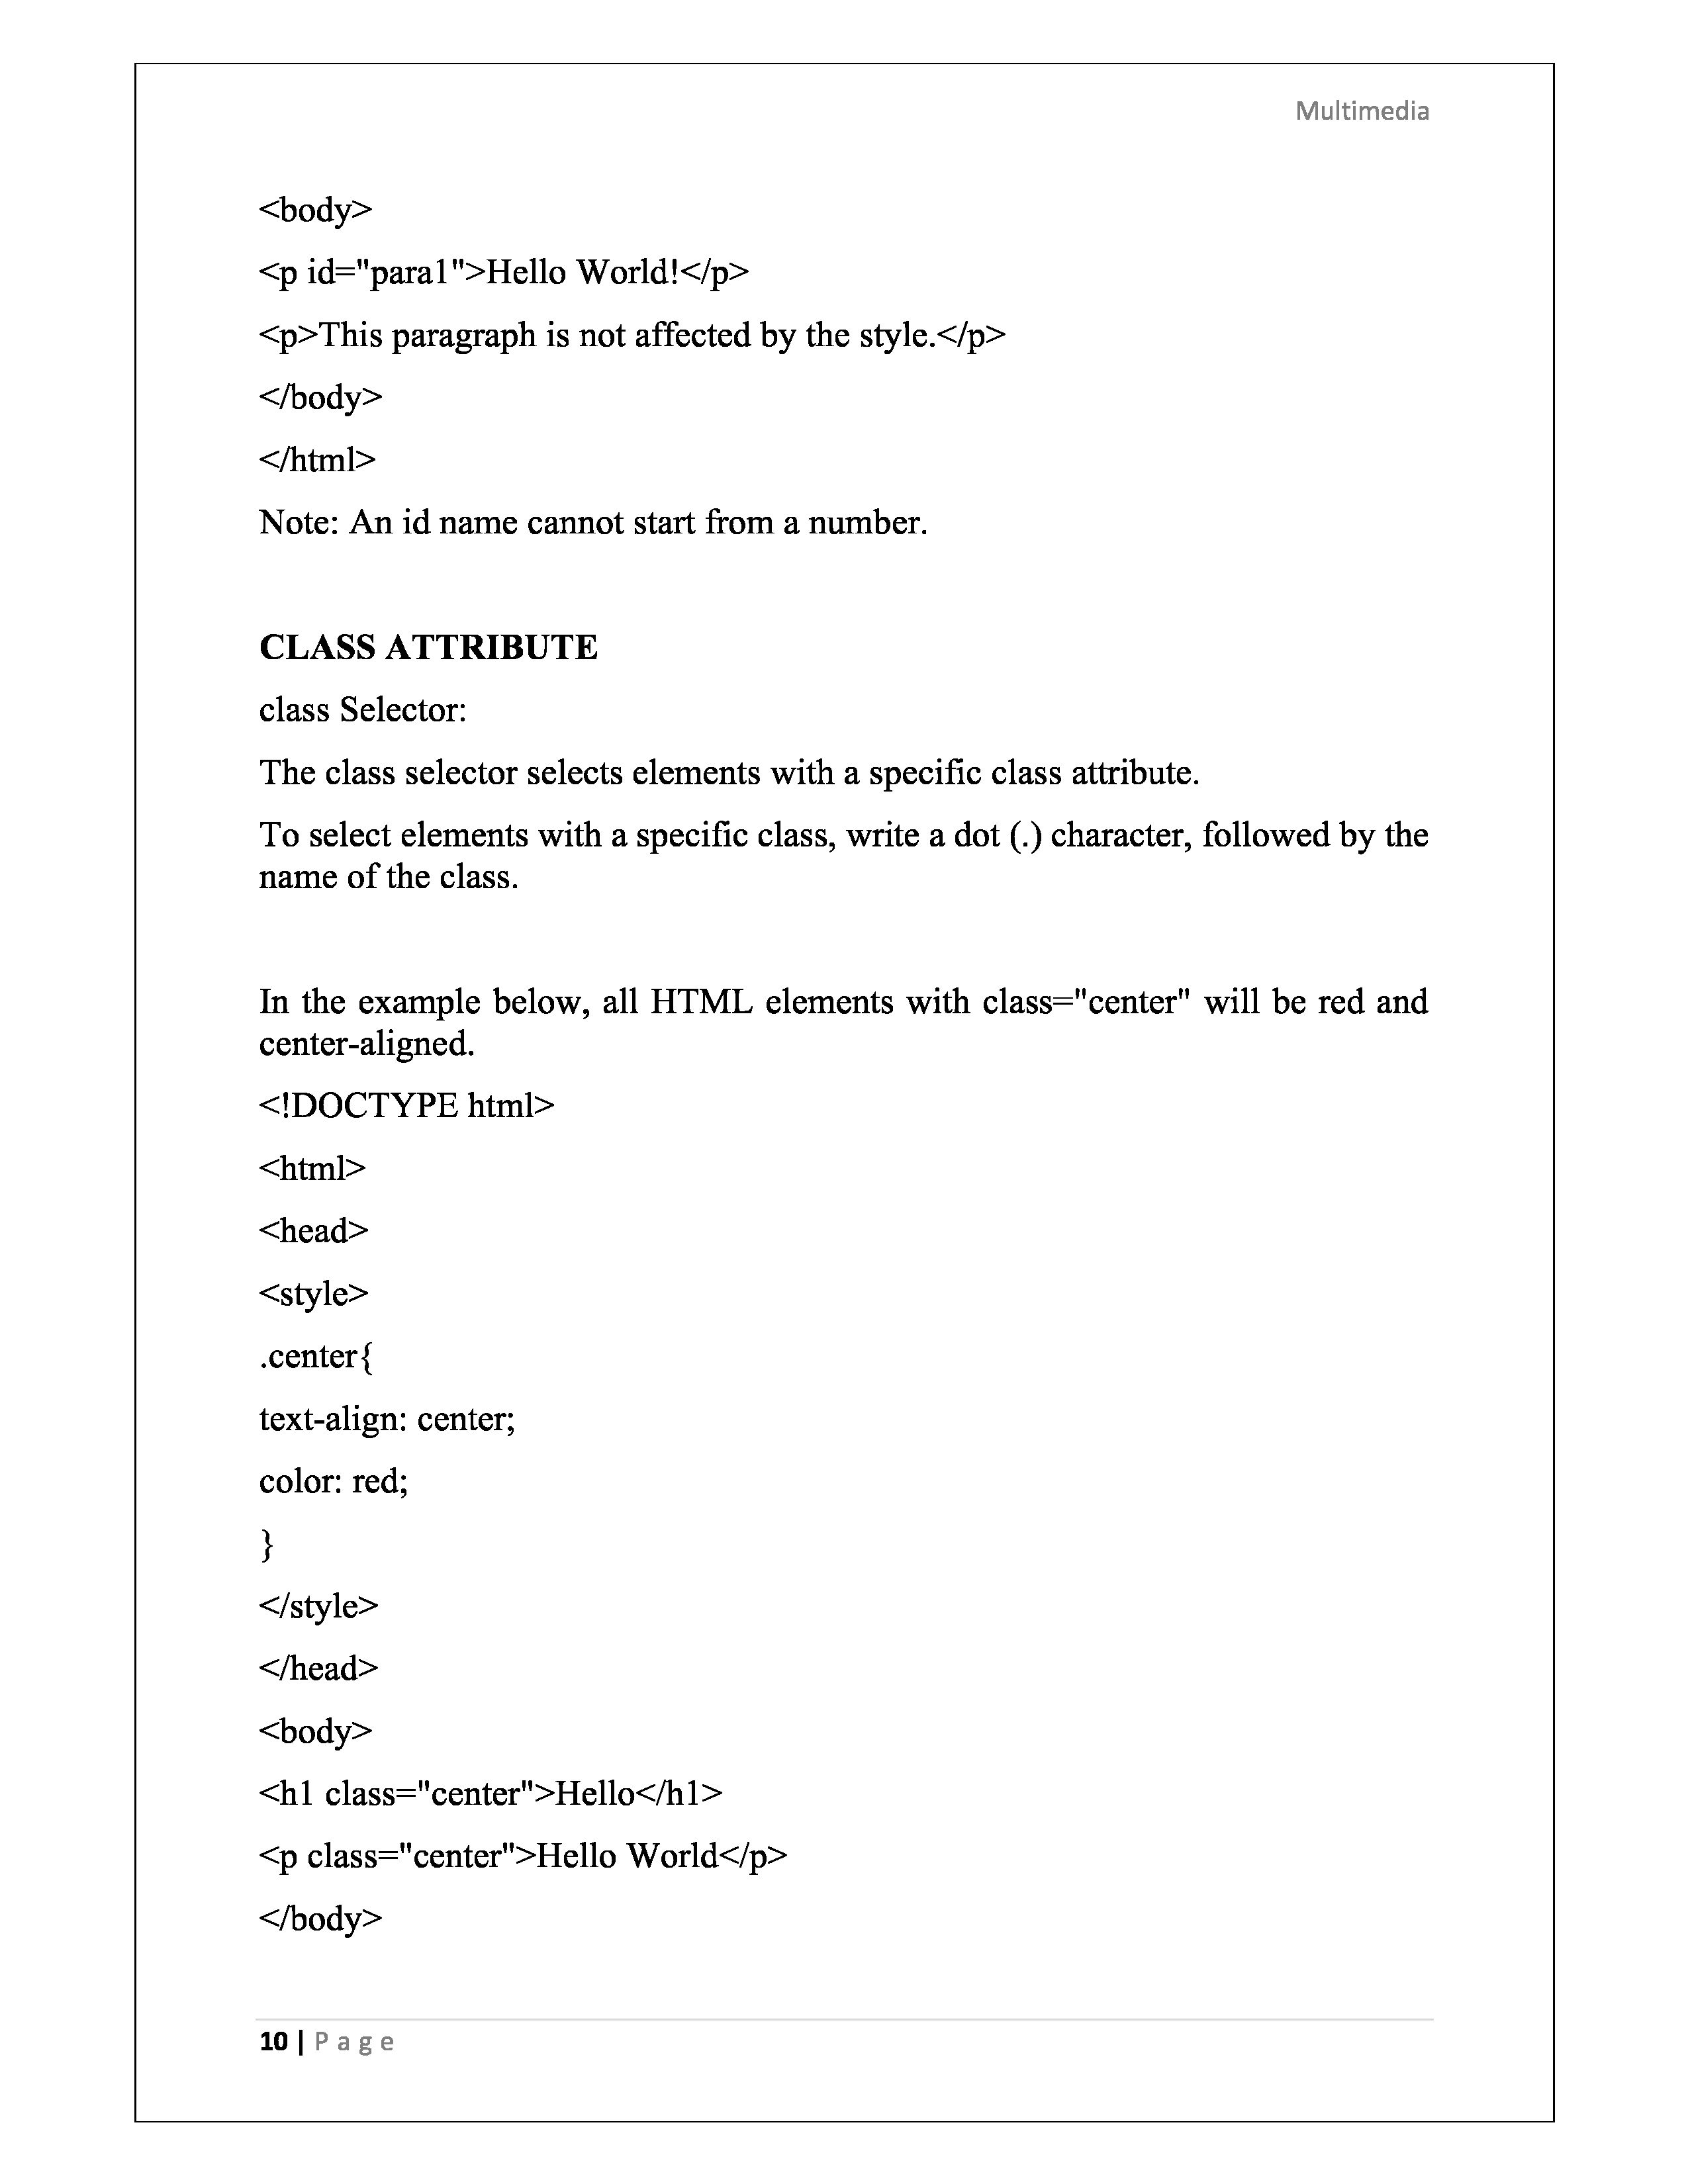 Multimedia
<body>
<p id="para1">Hello World!</p>
<p>This paragraph is not affected by the style.</p>
</body>
</html>
Note: An id name cannot start from a number.
CLASS ATTRIBUTE
class Selector:
The class selector selects elements with a specific class attribute.
To select elements with a specific class, write a dot (.) character, followed by the
name of the class.
In the example below, all HTML elements with class="center" will be red and
center-aligned.
<!DOCTYPE html>
<html>
<head>
<style>
.center{
text-align: center;
color: red;
}
</style>
</head>
<body>
<h1 class="center">Hello</h1>
<p class="center">Hello World</p>
</body>
10 | Page